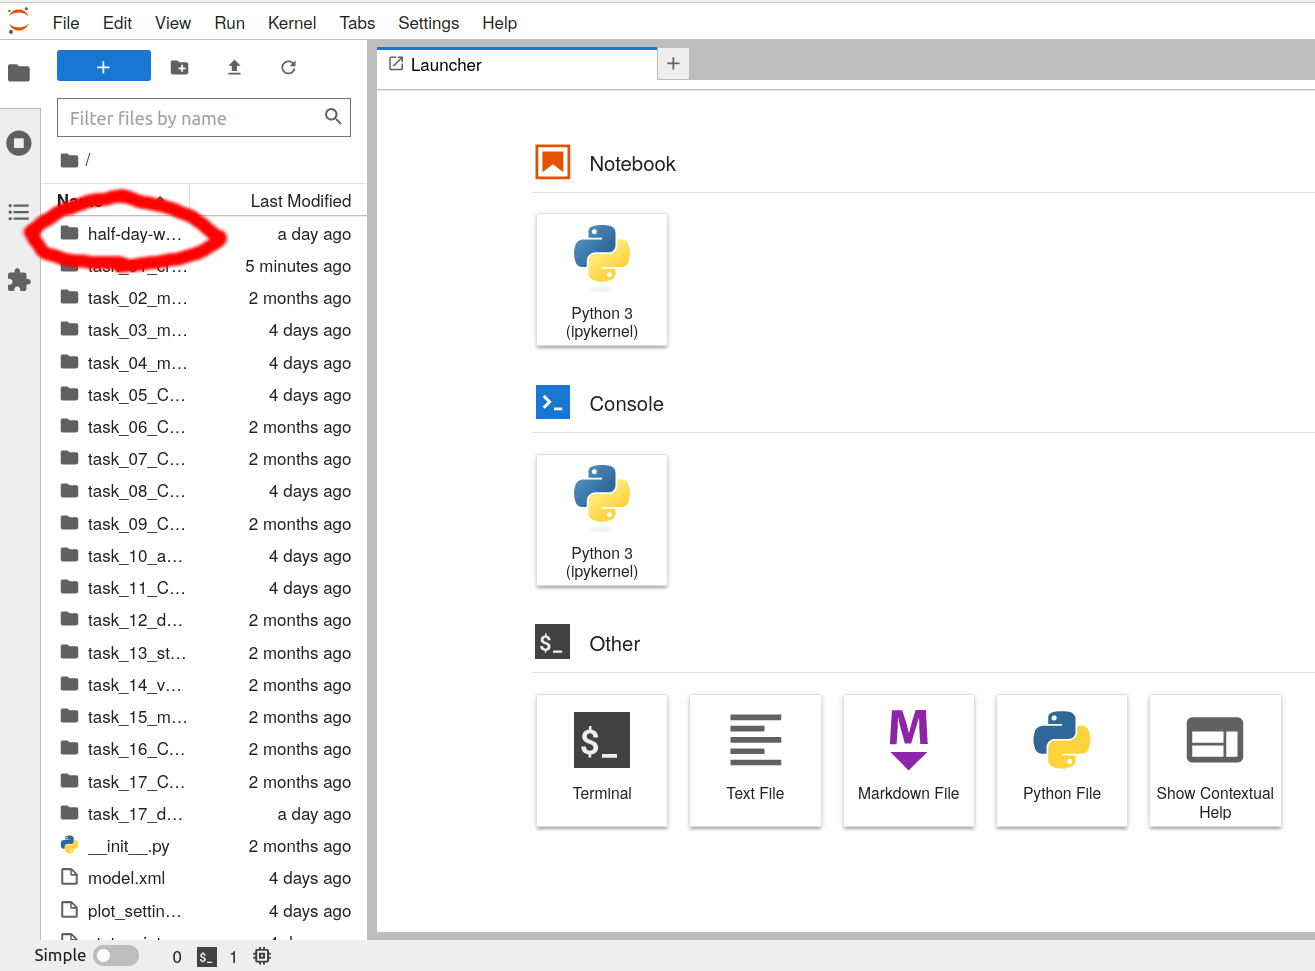 File Edit View Run Kernel Tabs Settings Help
+
Filter files by name
/
Name Last Modified
half-day-w... a day ago
task_01_cr... 5 minutes ago
task_02_m... 2 months ago
task_03_m... 4 days ago
task_04_m... 4 days ago
task_05_C... 4 days ago
task_06_C... 2 months ago
task_07_C... 2 months ago
task_08_C... 4 days ago
task_09_C... 2 months ago
task_10_a... 4 days ago
task_11_C... 4 days ago
task_12_d... 2 months ago
task_13_st... 2 months ago
task_14_v... 2 months ago
task_15_m... 2 months ago
task_16_C... 2 months ago
task_17_C... 2 months ago
task_17_d... a day ago
__init__.py 2 months ago
model.xml 4 days ago
plot_settin... 4 days ago
Launcher +
Notebook
Python 3
(ipykernel)
Console
Python 3
(ipykernel)
$_ Other
$_
Terminal
Text File
M
Markdown File
Python File
Show Contextual
Help
Simple 0 $_ 1